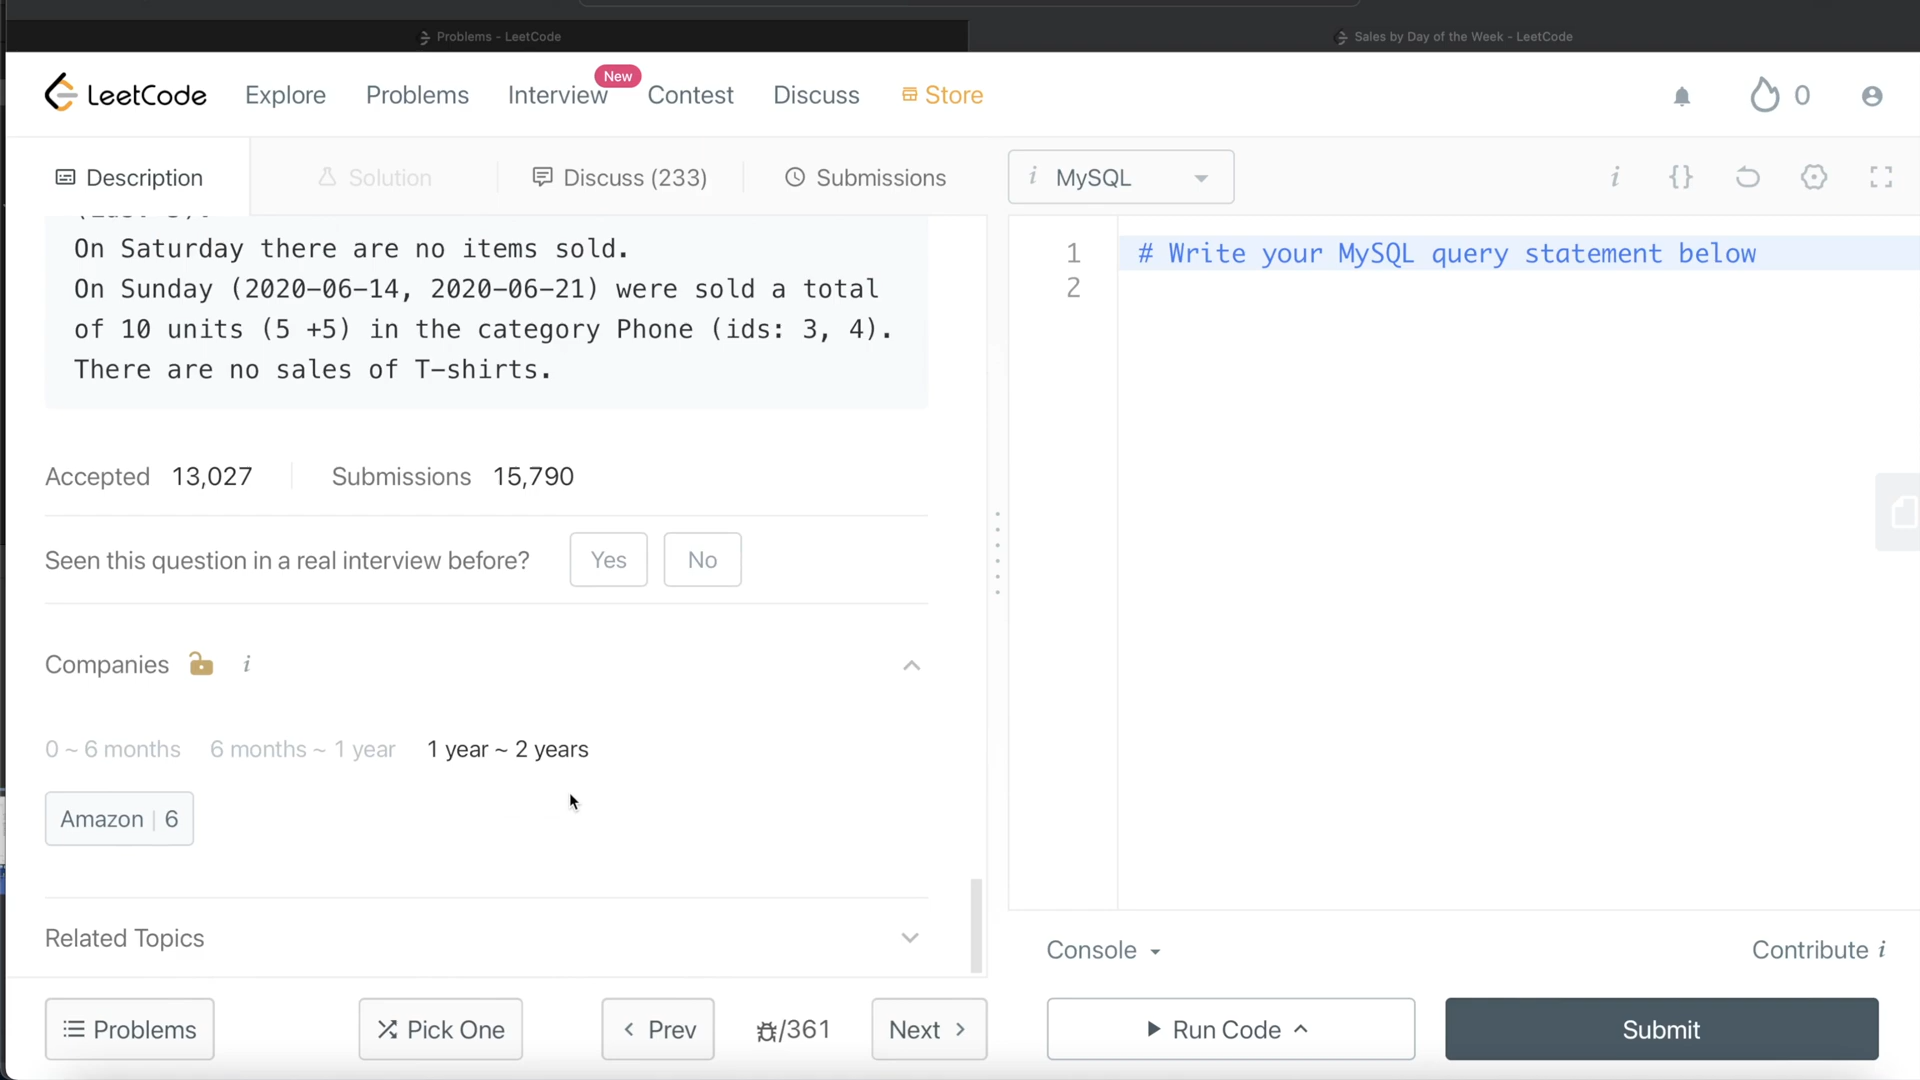 Problems - LeetCode
Sales by Day of the Week - LeetCode
LeetCode Explore Problems Interview New Contest Discuss Store 0
Description Solution Discuss (233) Submissions i MySQL i {}
On Saturday there are no items sold.
On Sunday (2020-06-14, 2020-06-21) were sold a total
of 10 units (5 +5) in the category Phone (ids: 3, 4).
There are no sales of T-shirts.
Accepted 13,027 Submissions 15,790
Seen this question in a real interview before? Yes No
Companies i
0 ~ 6 months 6 months ~ 1 year 1 year ~ 2 years
Amazon | 6
Related Topics
Problems Pick One Prev /361 Next
1 # Write your MySQL query statement below
2
Console Contribute i
Run Code Submit